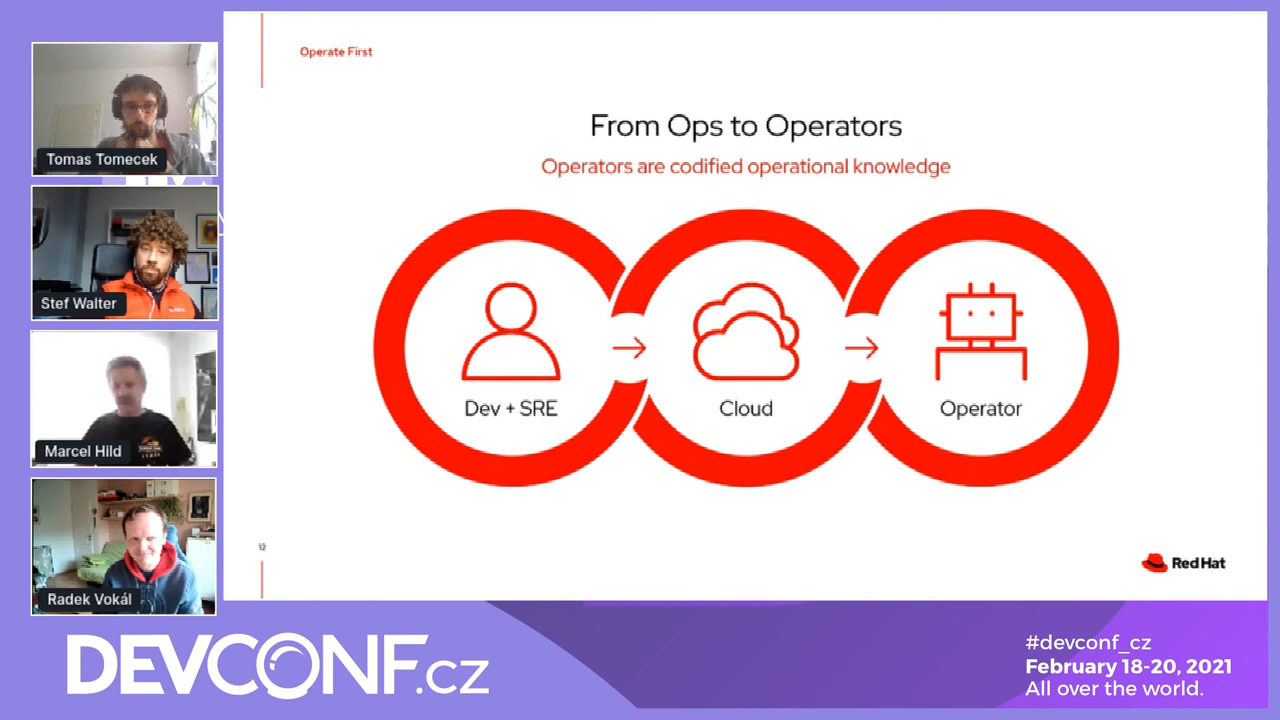 Operate First
From Ops to Operators
Operators are codified operational knowledge
Dev + SRE
Cloud
Operator
12
Red Hat
Tomas Tomecek
Stef Walter
Marcel Hild
Radek Vokál
DEVCONF.cz
#devconf_cz
February 18-20, 2021
All over the world.